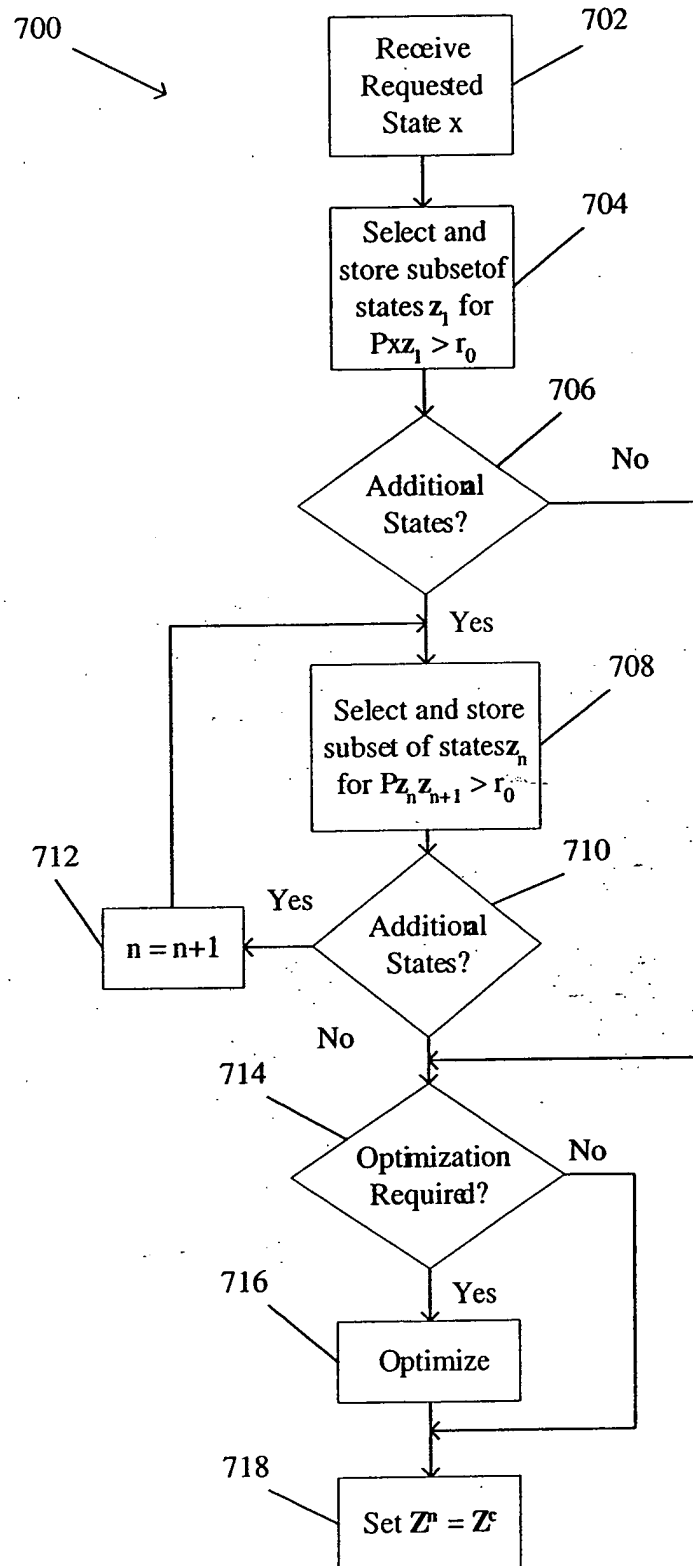 700
702
Receive
Requested
State x
704
Select and
store subsetof
states z₁ for
Pxz₁ > r₀
706
Additional
States?
No
Yes
708
Select and store
subset of stateszₙ
for Pzₙzₙ₊₁ > r₀
710
712
Yes
Additional
States?
n = n+1
No
714
Optimization
Required?
No
716
Yes
Optimize
718
Set Zⁿ = Zᶜ